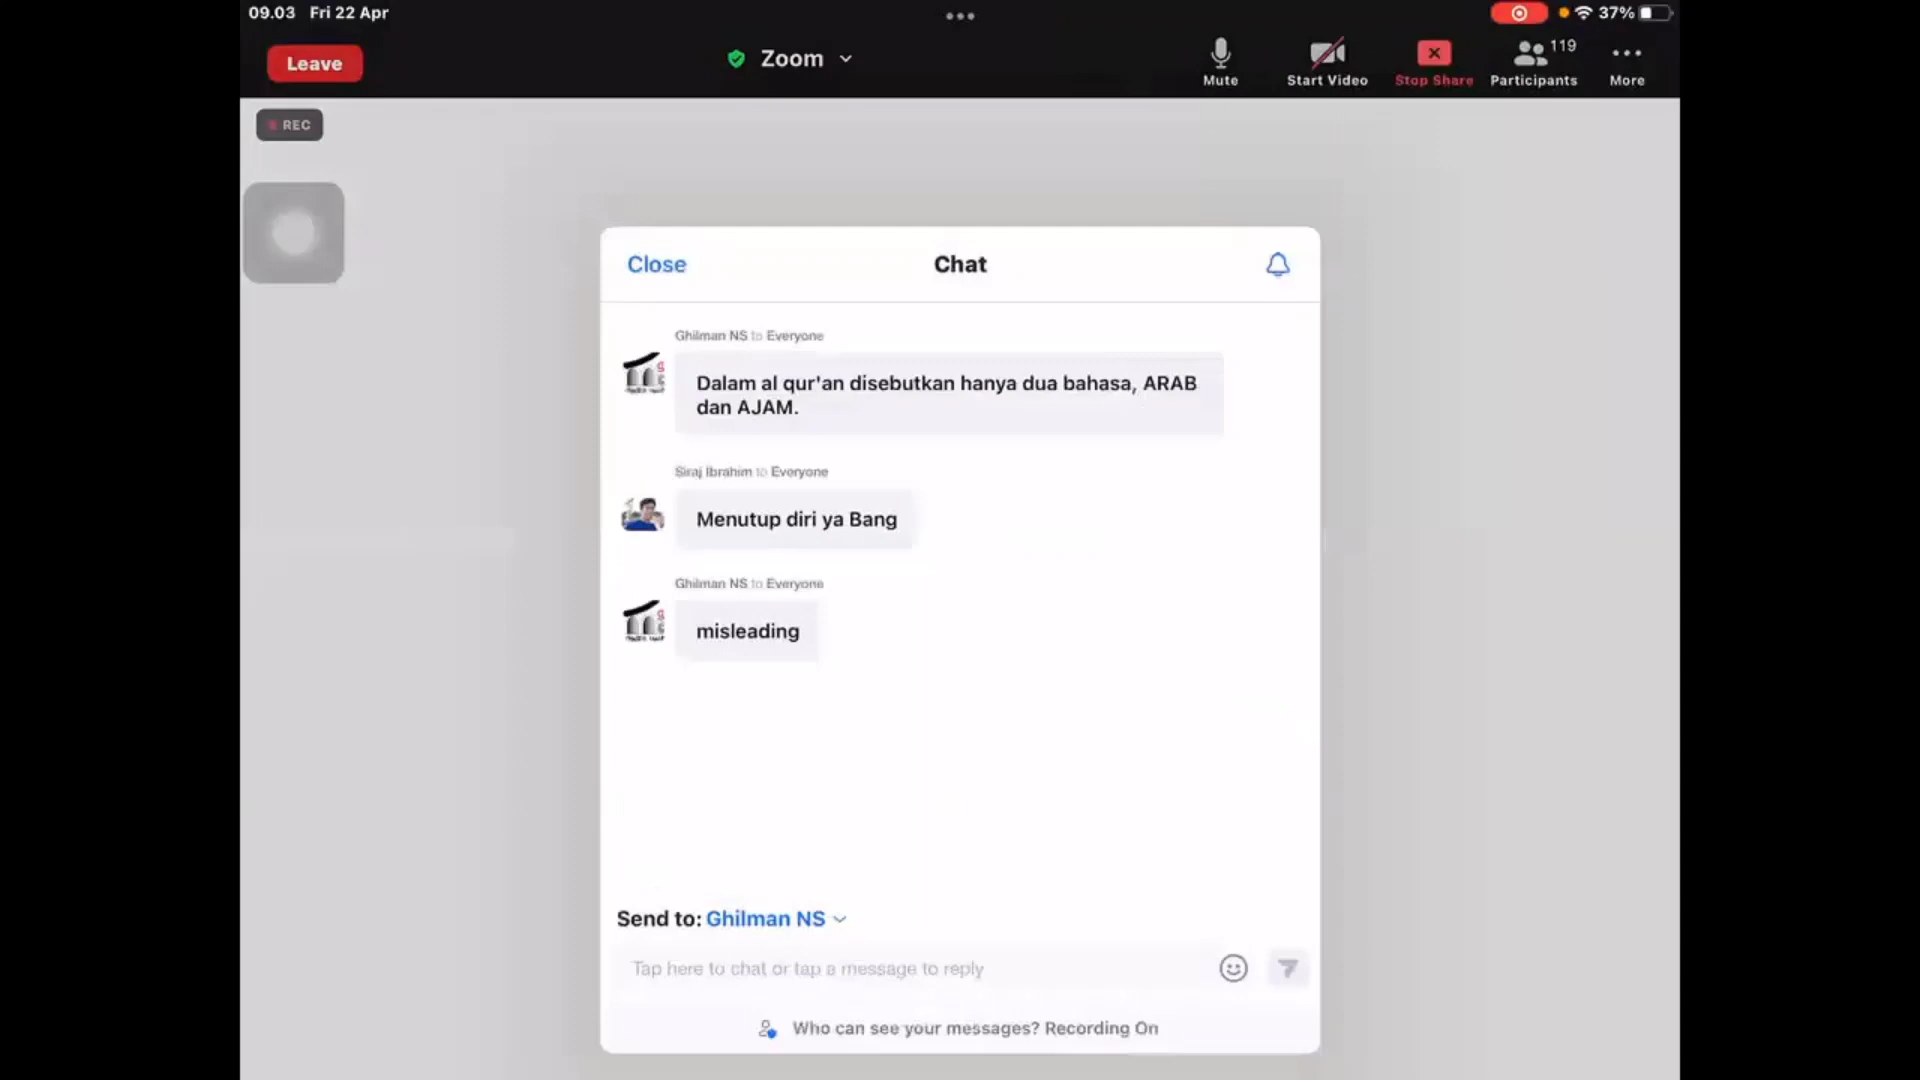 09.03 Fri 22 Apr
37%
Leave
Zoom
Mute
Start Video
Stop Share
Participants
119
More
REC
Close
Chat
Ghilman NS to Everyone
Dalam al qur'an disebutkan hanya dua bahasa, ARAB
dan AJAM.
Siraj Ibrahim to Everyone
Menutup diri ya Bang
Ghilman NS to Everyone
misleading
Send to: Ghilman NS
Tap here to chat or tap a message to reply
Who can see your messages? Recording On